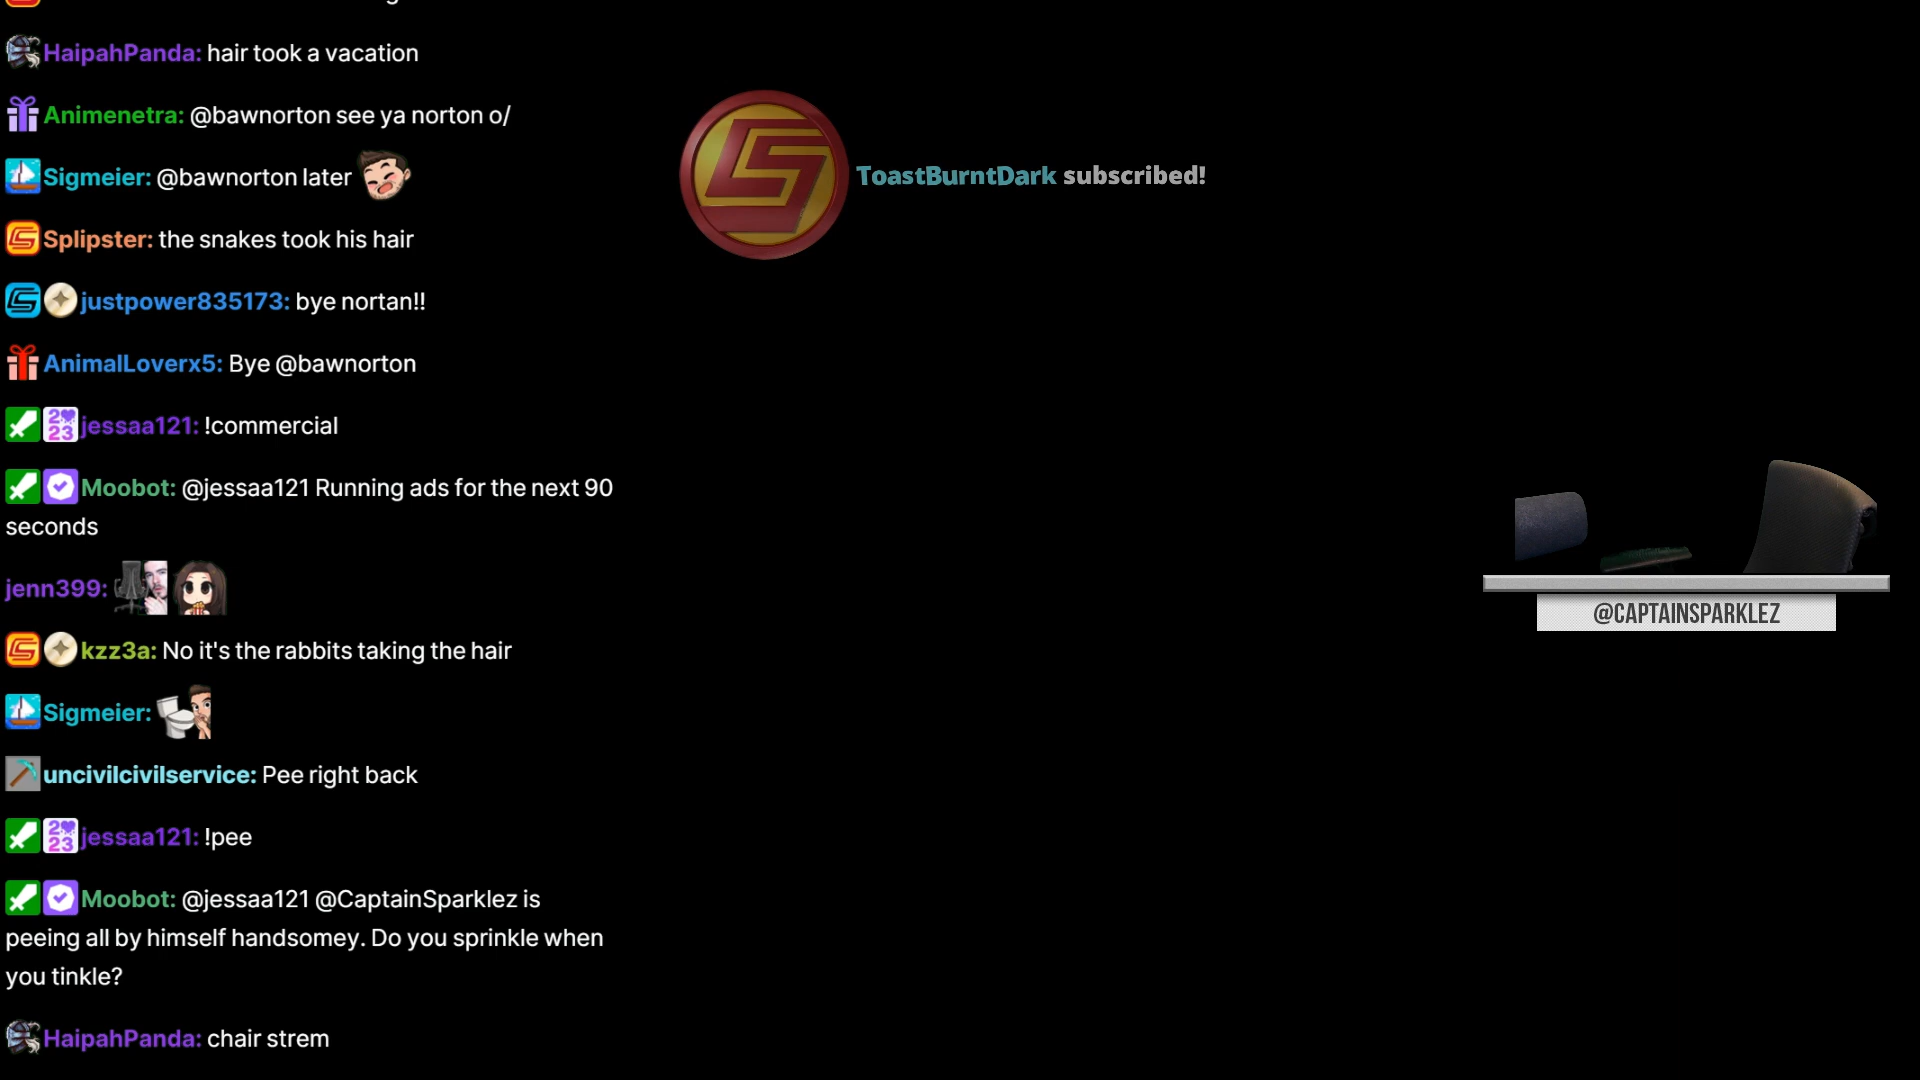 HaipahPanda: hair took a vacation
Animenetra: @bawnorton see ya norton o/
Sigmeier: @bawnorton later
Splipster: the snakes took his hair
justpower835173: bye nortan!!
AnimalLoverx5: Bye @bawnorton
jessaa121: !commercial
Moobot: @jessaa121 Running ads for the next 90
seconds
jenn399:
kzz3a: No it's the rabbits taking the hair
Sigmeier:
uncivilcivilservice: Pee right back
jessaa121: !pee
Moobot: @jessaa121 @CaptainSparklez is
peeing all by himself handsomey. Do you sprinkle when
you tinkle?
HaipahPanda: chair strem
ToastBurntDark subscribed!
@CAPTAINSPARKLEZ